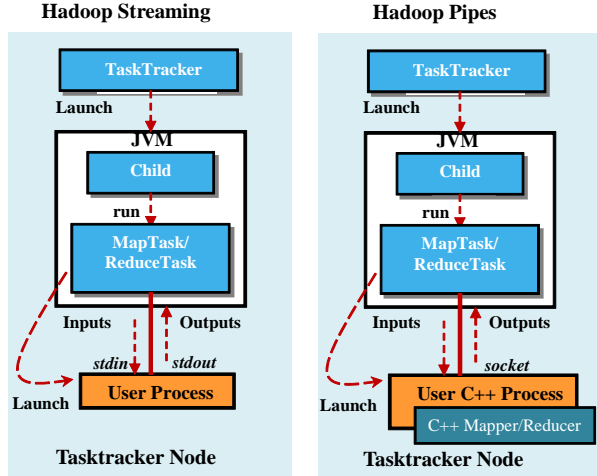 Hadoop Streaming
TaskTracker
Launch
JVM
Child
run
MapTask/
ReduceTask
Inputs
Outputs
stdin
stdout
User Process
Launch
Tasktracker Node
Hadoop Pipes
TaskTracker
Launch
JVM
Child
run
MapTask/
ReduceTask
Inputs
Outputs
socket
User C++ Process
Launch
C++ Mapper/Reducer
Tasktracker Node